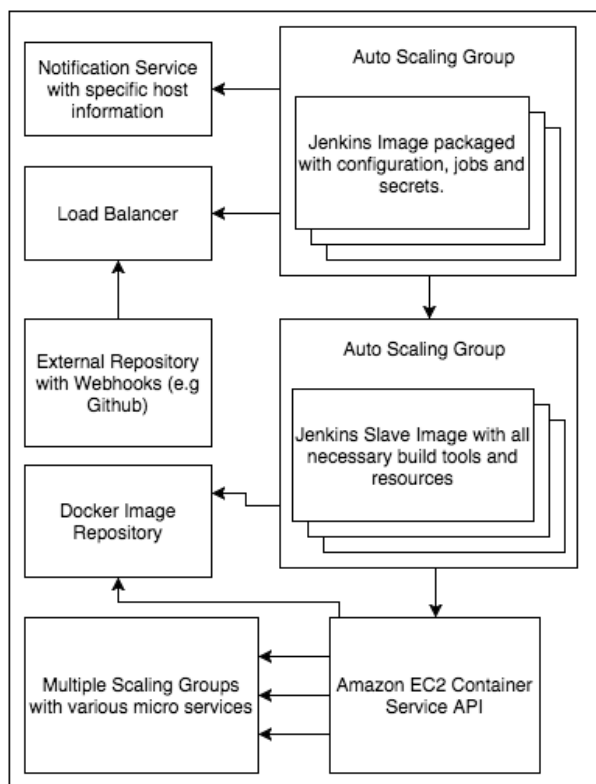 Notification Service
with specific host
information
Auto Scaling Group
Jenkins Image packaged
with configuration, jobs and
secrets.
Load Balancer
External Repository
with Webhooks (e.g
Github)
Auto Scaling Group
Jenkins Slave Image with all
necessary build tools and
resources
Docker Image
Repository
Multiple Scaling Groups
with various micro services
Amazon EC2 Container
Service API